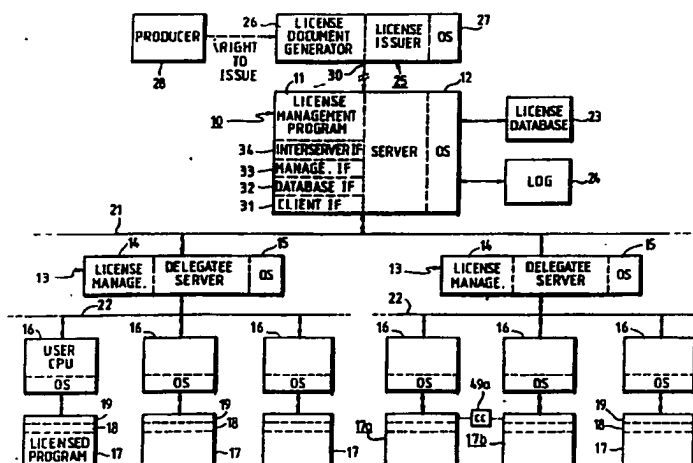 26
LICENSE DOCUMENT GENERATOR
LICENSE ISSUER
OS
27
PRODUCER
RIGHT TO ISSUE
28
30
25
11
12
10
LICENSE MANAGEMENT PROGRAM
SERVER
OS
LICENSE DATABASE
23
34
INTERSERVER IF
33
MANAGE. IF
32
DATABASE IF
31
CLIENT IF
LOG
24
21
14
15
13
LICENSE MANAGE.
DELEGATEE SERVER
OS
14
15
13
LICENSE MANAGE.
DELEGATEE SERVER
OS
22
22
16
16
16
16
16
16
USER CPU
OS
OS
OS
OS
OS
OS
49a
CC
19
18
LICENSED PROGRAM
17
19
18
17
17
17a
17b
19
18
17